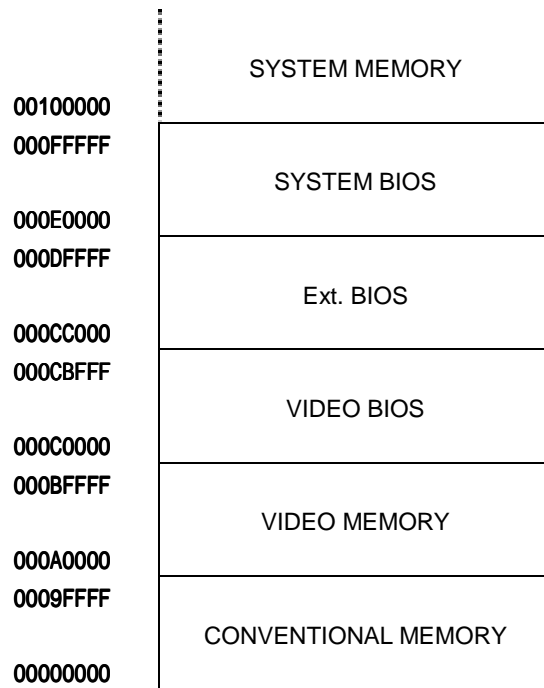 SYSTEM MEMORY
00100000
000FFFFF
SYSTEM BIOS
000E0000
000DFFFF
Ext. BIOS
000CC000
000CBFFF
VIDEO BIOS
000C0000
000BFFFF
VIDEO MEMORY
000A0000
0009FFFF
CONVENTIONAL MEMORY
00000000